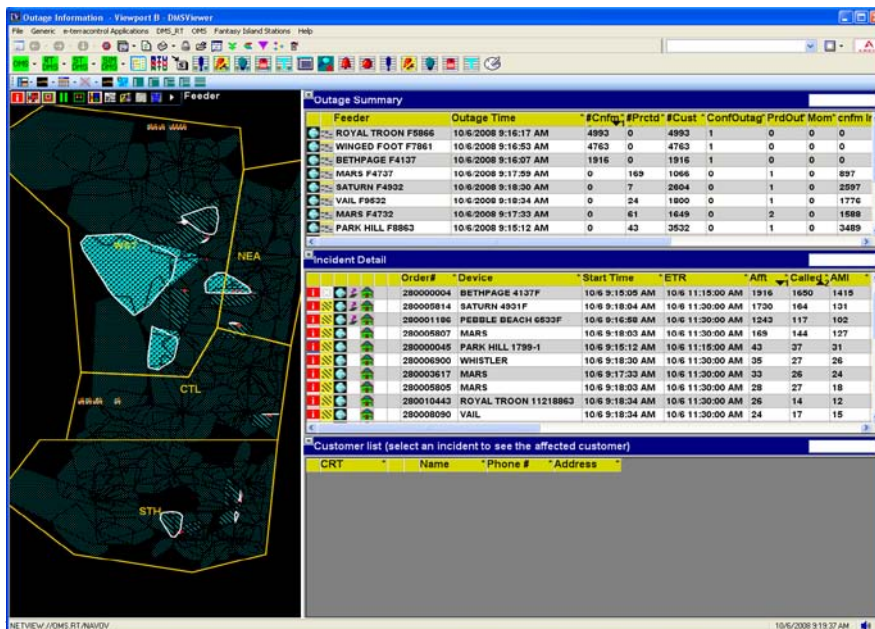 Outage Information - Viewport B - DMSViewer
File Generic e-terracontrol Applications DMS_RT OMS Fantasy Island Stations Help
Feeder
WST
NEA
CTL
STH
Outage Summary
Feeder Outage Time #Cnfm #Prctd #Cust ConfOutag PrdOut Mom cnfm Ir
ROYAL TROON F5866 10/6/2008 9:16:17 AM 4993 0 4993 1 0 0 0
WINGED FOOT F7861 10/6/2008 9:16:53 AM 4763 0 4763 1 0 0 0
BETHPAGE F4137 10/6/2008 9:16:07 AM 1916 0 1916 1 0 0 0
MARS F4737 10/6/2008 9:17:59 AM 0 169 1066 0 1 0 897
SATURN F4932 10/6/2008 9:18:30 AM 0 7 2604 0 1 0 2597
VAIL F9532 10/6/2008 9:18:34 AM 0 24 1800 0 1 0 1776
MARS F4732 10/6/2008 9:17:33 AM 0 61 1649 0 2 0 1588
PARK HILL F8863 10/6/2008 9:15:12 AM 0 43 3532 0 1 0 3489
Incident Detail
Order# Device Start Time ETR Afft Called AMI
280000004 BETHPAGE 4137F 10/6 9:15:05 AM 10/6 11:15:00 AM 1916 1650 1415
280005814 SATURN 4931F 10/6 9:18:04 AM 10/6 11:30:00 AM 1730 164 131
280001186 PEBBLE BEACH 6533F 10/6 9:16:58 AM 10/6 11:30:00 AM 1243 117 102
280005807 MARS 10/6 9:18:03 AM 10/6 11:30:00 AM 169 144 127
280000045 PARK HILL 1799-1 10/6 9:15:12 AM 10/6 11:15:00 AM 43 37 31
280006900 WHISTLER 10/6 9:18:30 AM 10/6 11:30:00 AM 35 27 26
280003617 MARS 10/6 9:17:33 AM 10/6 11:30:00 AM 33 26 24
280005805 MARS 10/6 9:18:03 AM 10/6 11:30:00 AM 28 27 18
280010443 ROYAL TROON 11218863 10/6 9:18:34 AM 10/6 11:30:00 AM 26 14 12
280008090 VAIL 10/6 9:18:34 AM 10/6 11:30:00 AM 24 17 15
Customer list (select an incident to see the affected customer)
CRT Name Phone # Address
NETVIEW://OMS.RT/NAVOV 10/6/2008 9:19:37 AM